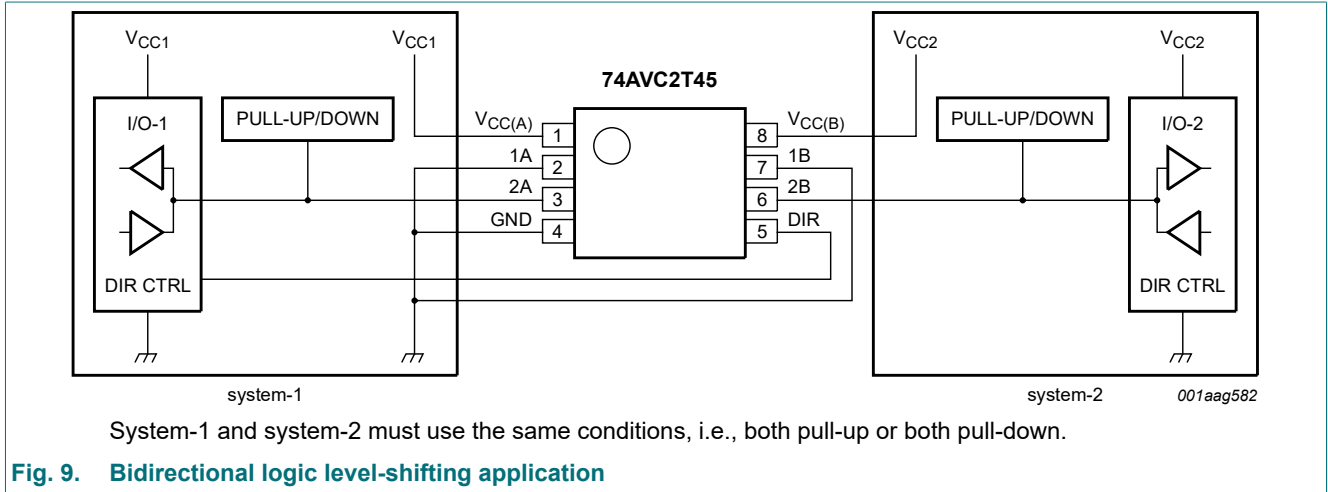 VCC1
VCC1
I/O-1
PULL-UP/DOWN
DIR CTRL
system-1
74AVC2T45
VCC(A)
1
1A
2
2A
3
GND
4
VCC(B)
8
1B
7
2B
6
DIR
5
VCC2
VCC2
PULL-UP/DOWN
I/O-2
DIR CTRL
system-2
001aag582
System-1 and system-2 must use the same conditions, i.e., both pull-up or both pull-down.
Fig. 9. Bidirectional logic level-shifting application